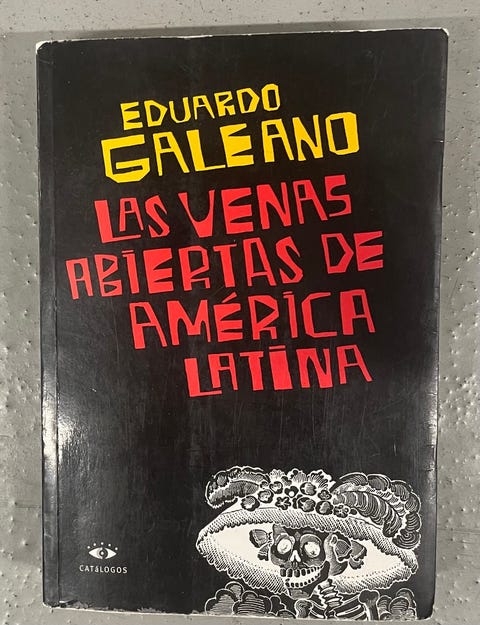 EDUARDO
GALEANO
LAS VENAS
ABIERTAS DE
AMÉRICA
LATINA
CATáLOGOS